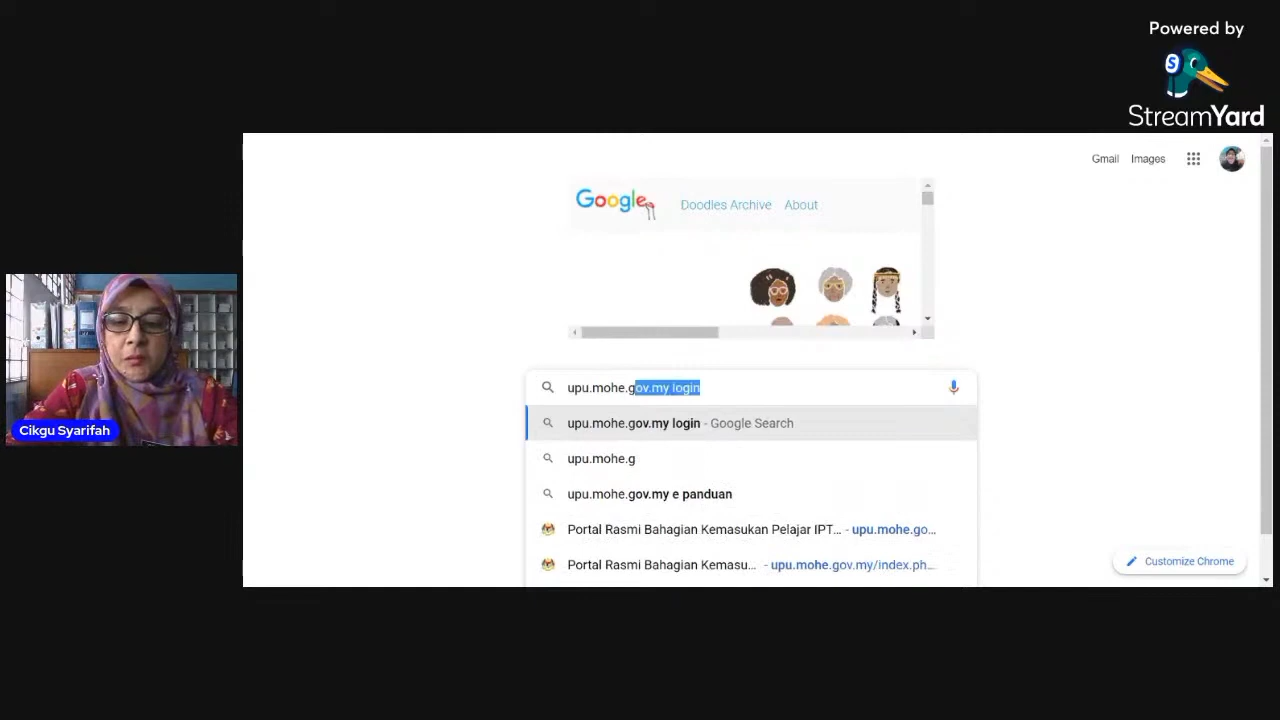 Powered by
StreamYard
Gmail Images
Google
Doodles Archive About
upu.mohe.gov.my login
upu.mohe.gov.my login - Google Search
upu.mohe.g
upu.mohe.gov.my e panduan
Portal Rasmi Bahagian Kemasukan Pelajar IPT... - upu.mohe.go...
Portal Rasmi Bahagian Kemasu... - upu.mohe.gov.my/index.ph...
Customize Chrome
Cikgu Syarifah